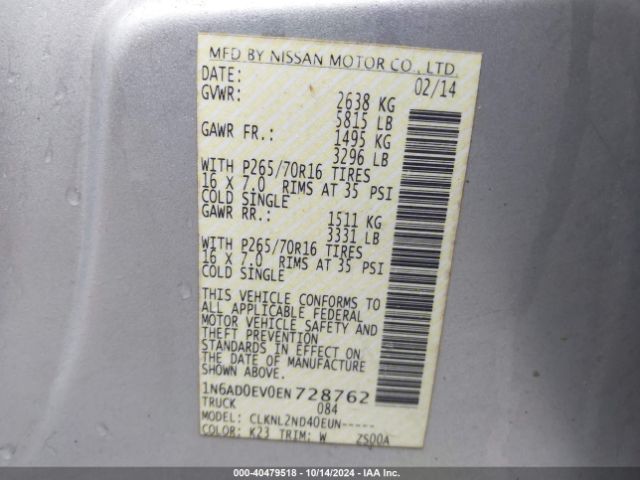 MFD BY NISSAN MOTOR CO., LTD.
DATE: 02/14
GVWR: 2638 KG
5815 LB
GAWR FR.: 1495 KG
3296 LB
WITH P265/70R16 TIRES
16 X 7.0 RIMS AT 35 PSI
COLD SINGLE
GAWR RR.: 1511 KG
3331 LB
WITH P265/70R16 TIRES
16 X 7.0 RIMS AT 35 PSI
COLD SINGLE
THIS VEHICLE CONFORMS TO
ALL APPLICABLE FEDERAL
MOTOR VEHICLE SAFETY AND
THEFT PREVENTION
STANDARDS IN EFFECT ON
THE DATE OF MANUFACTURE
SHOWN ABOVE.
1N6AD0EV0EN 728762
TRUCK 084
MODEL: CLKNLZND40EUN-----
COLOR: K23 TRIM: W ZS00A
000-40479518 - 10/14/2024 - IAA Inc.